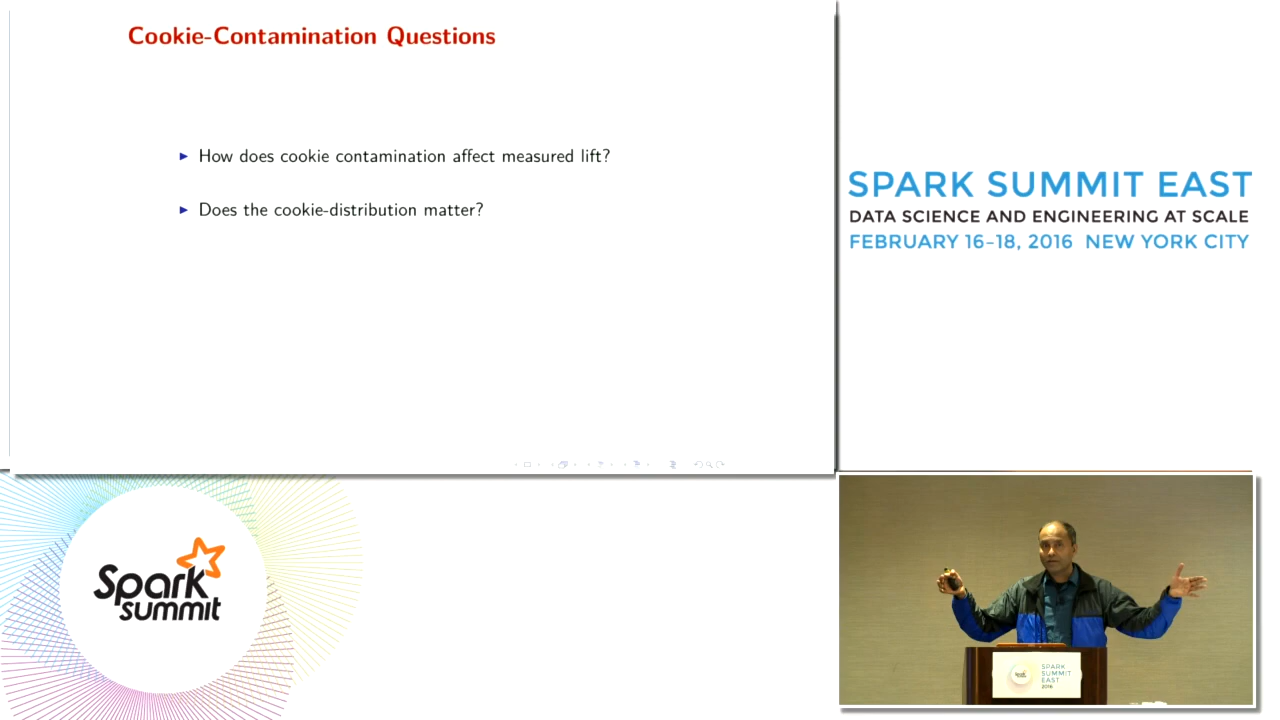 Cookie-Contamination Questions
How does cookie contamination affect measured lift?
Does the cookie-distribution matter?
SPARK SUMMIT EAST
DATA SCIENCE AND ENGINEERING AT SCALE
FEBRUARY 16–18, 2016 NEW YORK CITY
Spark
summit
SPARK
SUMMIT
EAST
2016